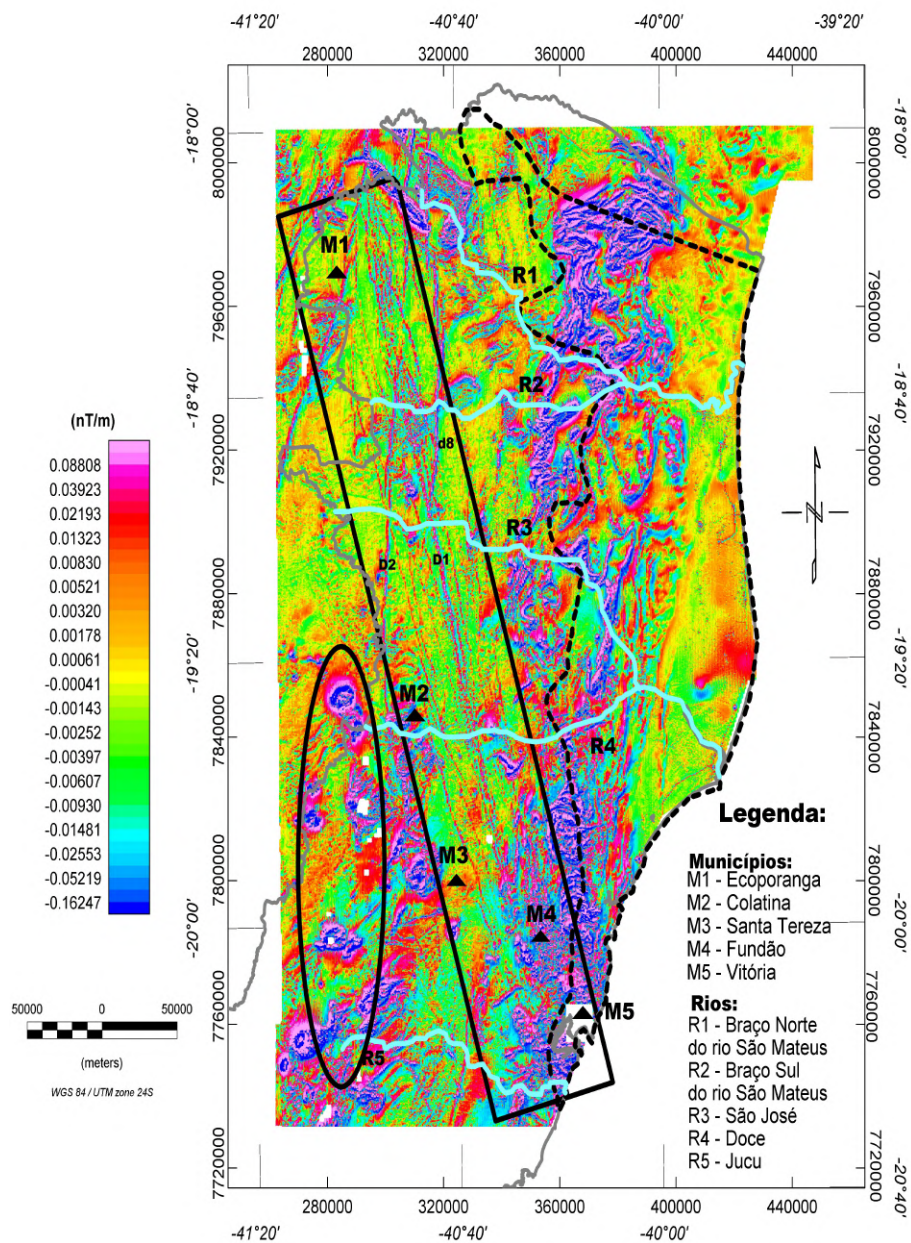 -41°20'
-40°40'
-40°00'
-39°20'
280000
320000
360000
400000
440000
-18°00'
8000000
8000000
-18°00'
M1
R1
7960000
7960000
-18°40'
R2
-18°40'
(nT/m)
0.08808
0.03923
0.02193
0.01323
0.00830
0.00521
0.00320
0.00178
0.00061
-0.00041
-0.00143
-0.00252
-0.00397
-0.00607
-0.00930
-0.01481
-0.02553
-0.05219
-0.16247
d8
7920000
7920000
N
R3
D2
D1
7880000
7880000
-19°20'
-19°20'
M2
7840000
R4
7840000
Legenda:
M3
7800000
7800000
M4
-20°00'
-20°00'
Municípios:
M1 - Ecoporanga
M2 - Colatina
M3 - Santa Tereza
M4 - Fundão
M5 - Vitória
M5
Rios:
R1 - Braço Norte
do rio São Mateus
R2 - Braço Sul
do rio São Mateus
R3 - São José
R4 - Doce
R5 - Jucu
50000
0
50000
(meters)
WGS 84 / UTM zone 24S
7760000
7760000
R5
7720000
7720000
-20°40'
280000
320000
360000
400000
440000
-41°20'
-40°40'
-40°00'